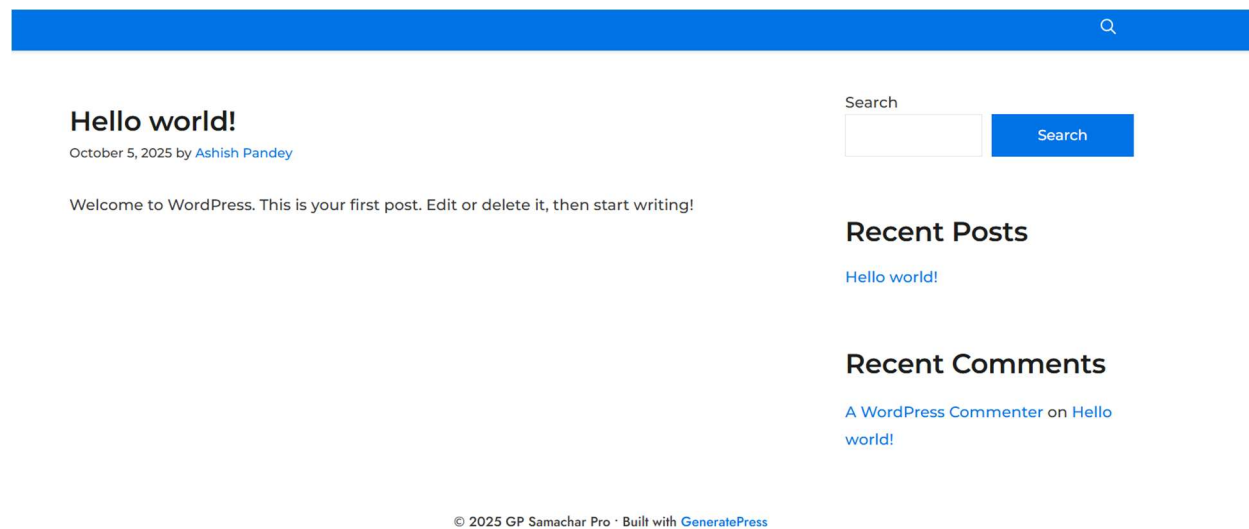 Hello world!
October 5, 2025 by Ashish Pandey
Welcome to WordPress. This is your first post. Edit or delete it, then start writing!
Search
Search
Recent Posts
Hello world!
Recent Comments
A WordPress Commenter on Hello
world!
© 2025 GP Samachar Pro · Built with GeneratePress